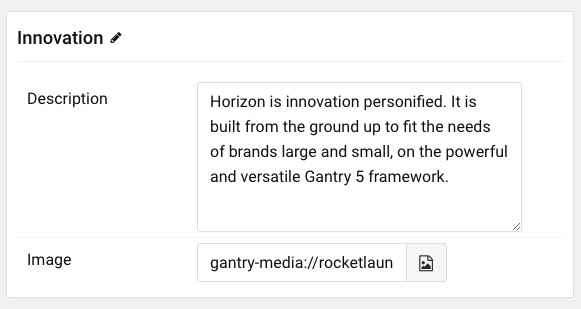 Innovation
Description
Horizon is innovation personified. It is
built from the ground up to fit the needs
of brands large and small, on the powerful
and versatile Gantry 5 framework.
Image
gantry-media://rocketlaun